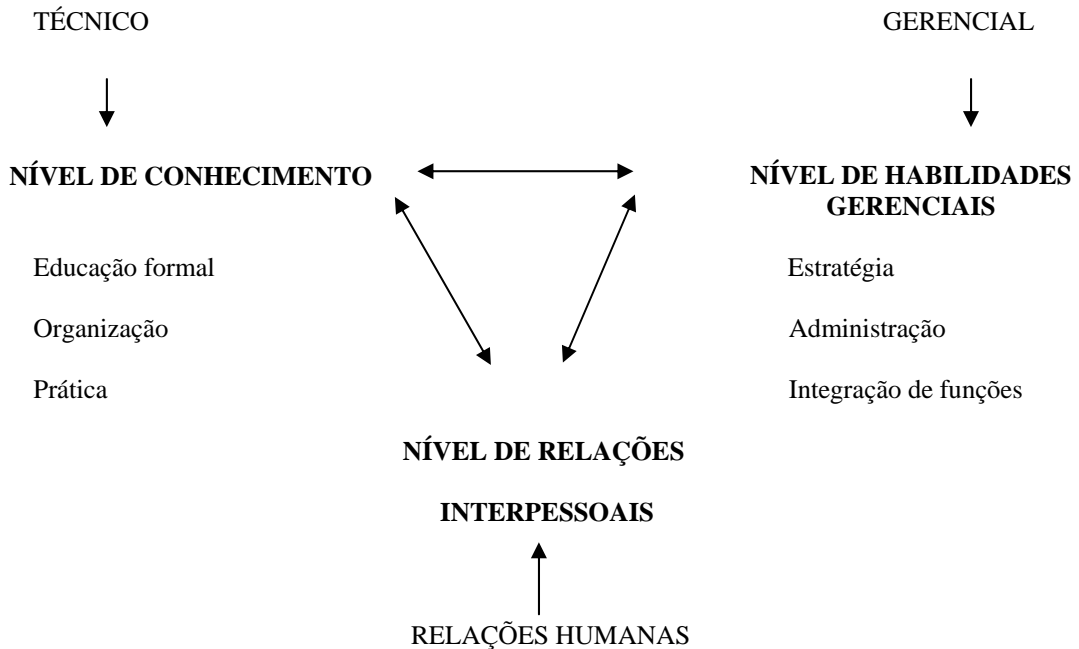 TÉCNICO
GERENCIAL
NÍVEL DE CONHECIMENTO
NÍVEL DE HABILIDADES
GERENCIAIS
Educação formal
Organização
Prática
Estratégia
Administração
Integração de funções
NÍVEL DE RELAÇÕES
INTERPESSOAIS
RELAÇÕES HUMANAS